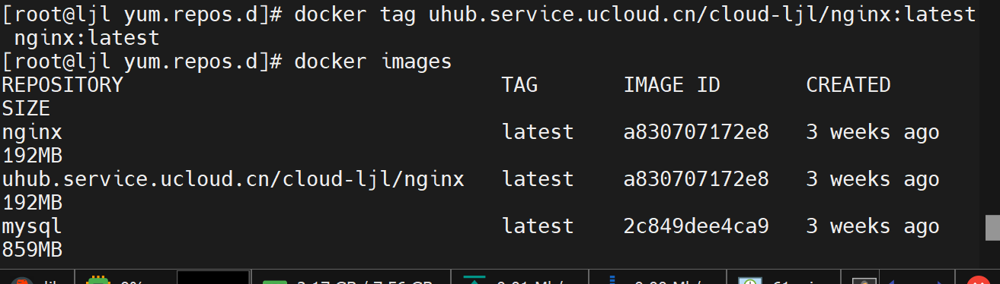 [root@ljl yum.repos.d]# docker tag uhub.service.ucloud.cn/cloud-ljl/nginx:latest
nginx:latest
[root@ljl yum.repos.d]# docker images
REPOSITORY TAG IMAGE ID CREATED
SIZE
nginx latest a830707172e8 3 weeks ago
192MB
uhub.service.ucloud.cn/cloud-ljl/nginx latest a830707172e8 3 weeks ago
192MB
mysql latest 2c849dee4ca9 3 weeks ago
859MB